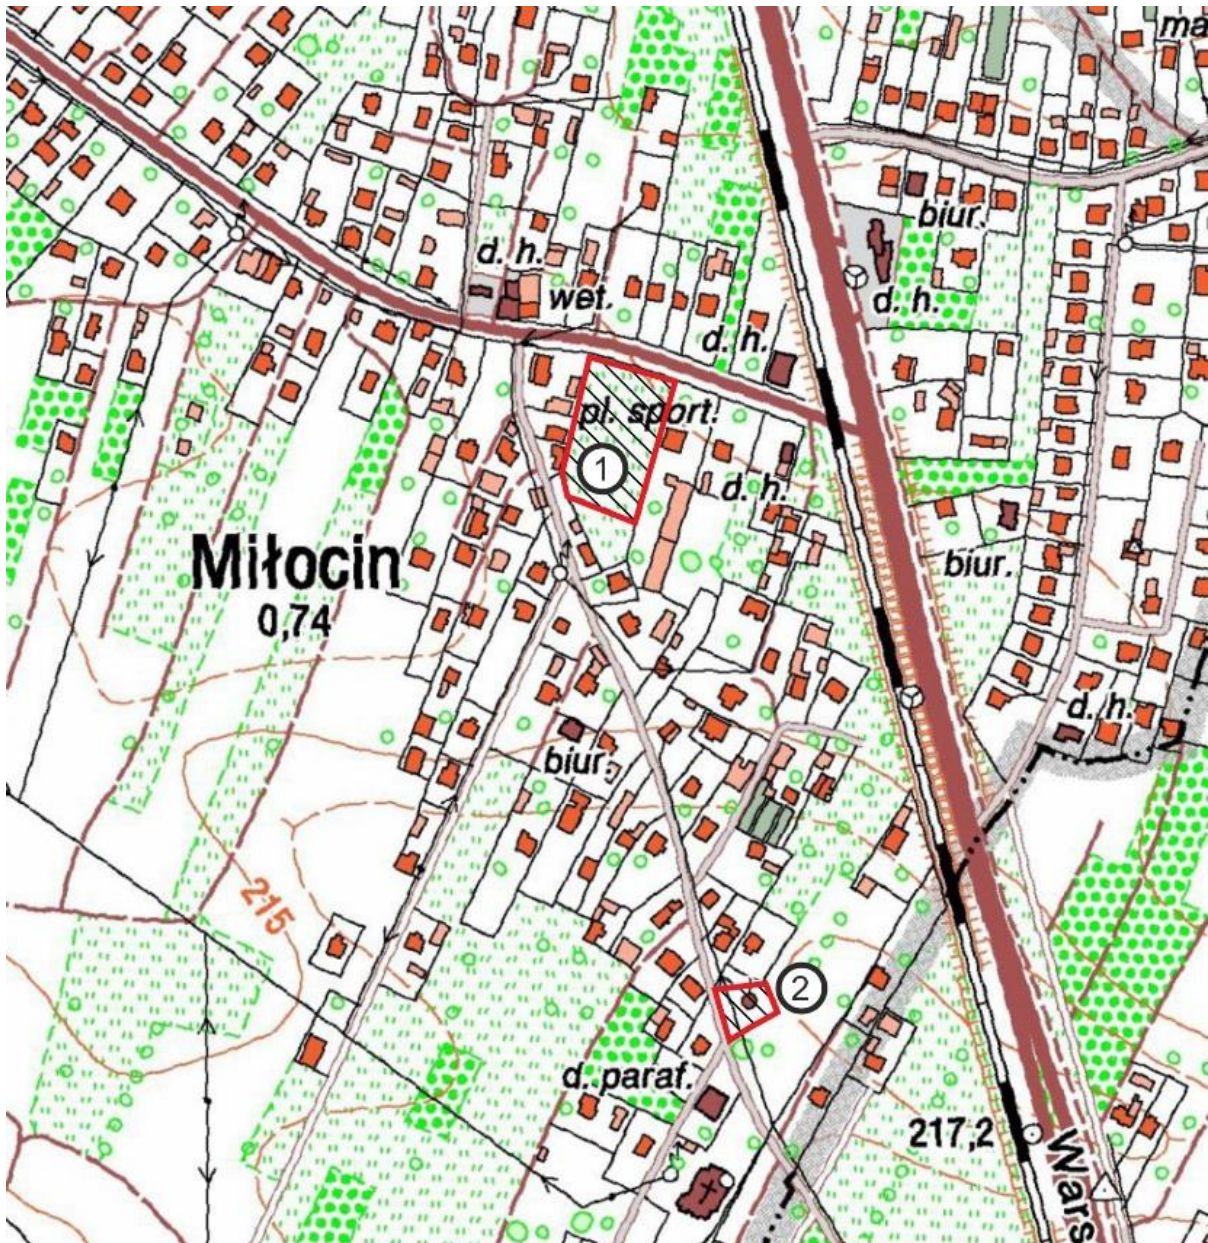 ma
biur.
d. h.
d. h.
wet.
d. h.
pl. sport.
1
d. h.
Miłocin
0,74
biur.
d. h.
biur.
215
2
d. paraf.
217,2
Wars